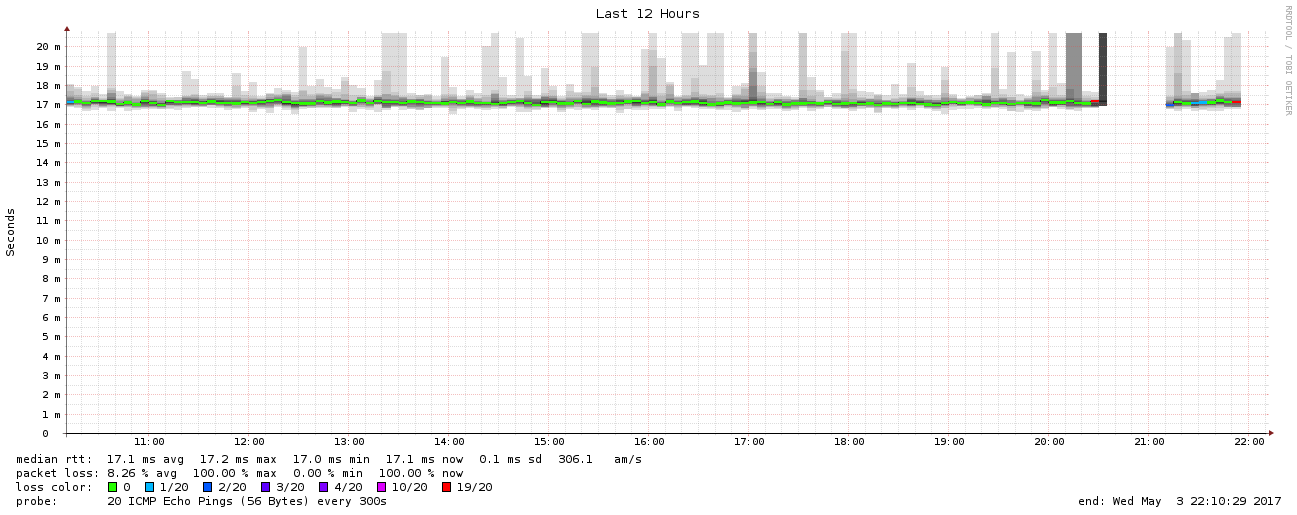 Last 12 Hours
RRDTOOL / TOBI OETIKER
Seconds
20 m
19 m
18 m
17 m
16 m
15 m
14 m
13 m
12 m
11 m
10 m
9 m
8 m
7 m
6 m
5 m
4 m
3 m
2 m
1 m
0
11:00 12:00 13:00 14:00 15:00 16:00 17:00 18:00 19:00 20:00 21:00 22:00
median rtt: 17.1 ms avg 17.2 ms max 17.0 ms min 17.1 ms now 0.1 ms sd 306.1 am/s
packet loss: 8.26 % avg 100.00 % max 0.00 % min 100.00 % now
loss color: 0 1/20 2/20 3/20 4/20 10/20 19/20
probe: 20 ICMP Echo Pings (56 Bytes) every 300s end: Wed May 3 22:10:29 2017